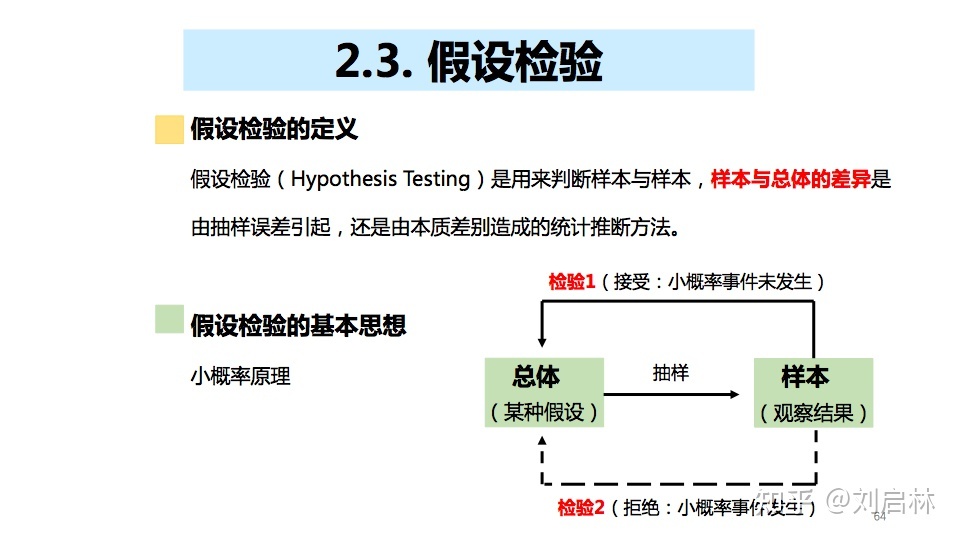 2.3. 假设检验
假设检验的定义
假设检验（Hypothesis Testing）是用来判断样本与样本，样本与总体的差异是
由抽样误差引起，还是由本质差别造成的统计推断方法。
检验1（接受：小概率事件未发生）
假设检验的基本思想
小概率原理
总体
（某种假设）
抽样
样本
（观察结果）
检验2（拒绝：小概率事件发生）
知乎 @刘启林
64